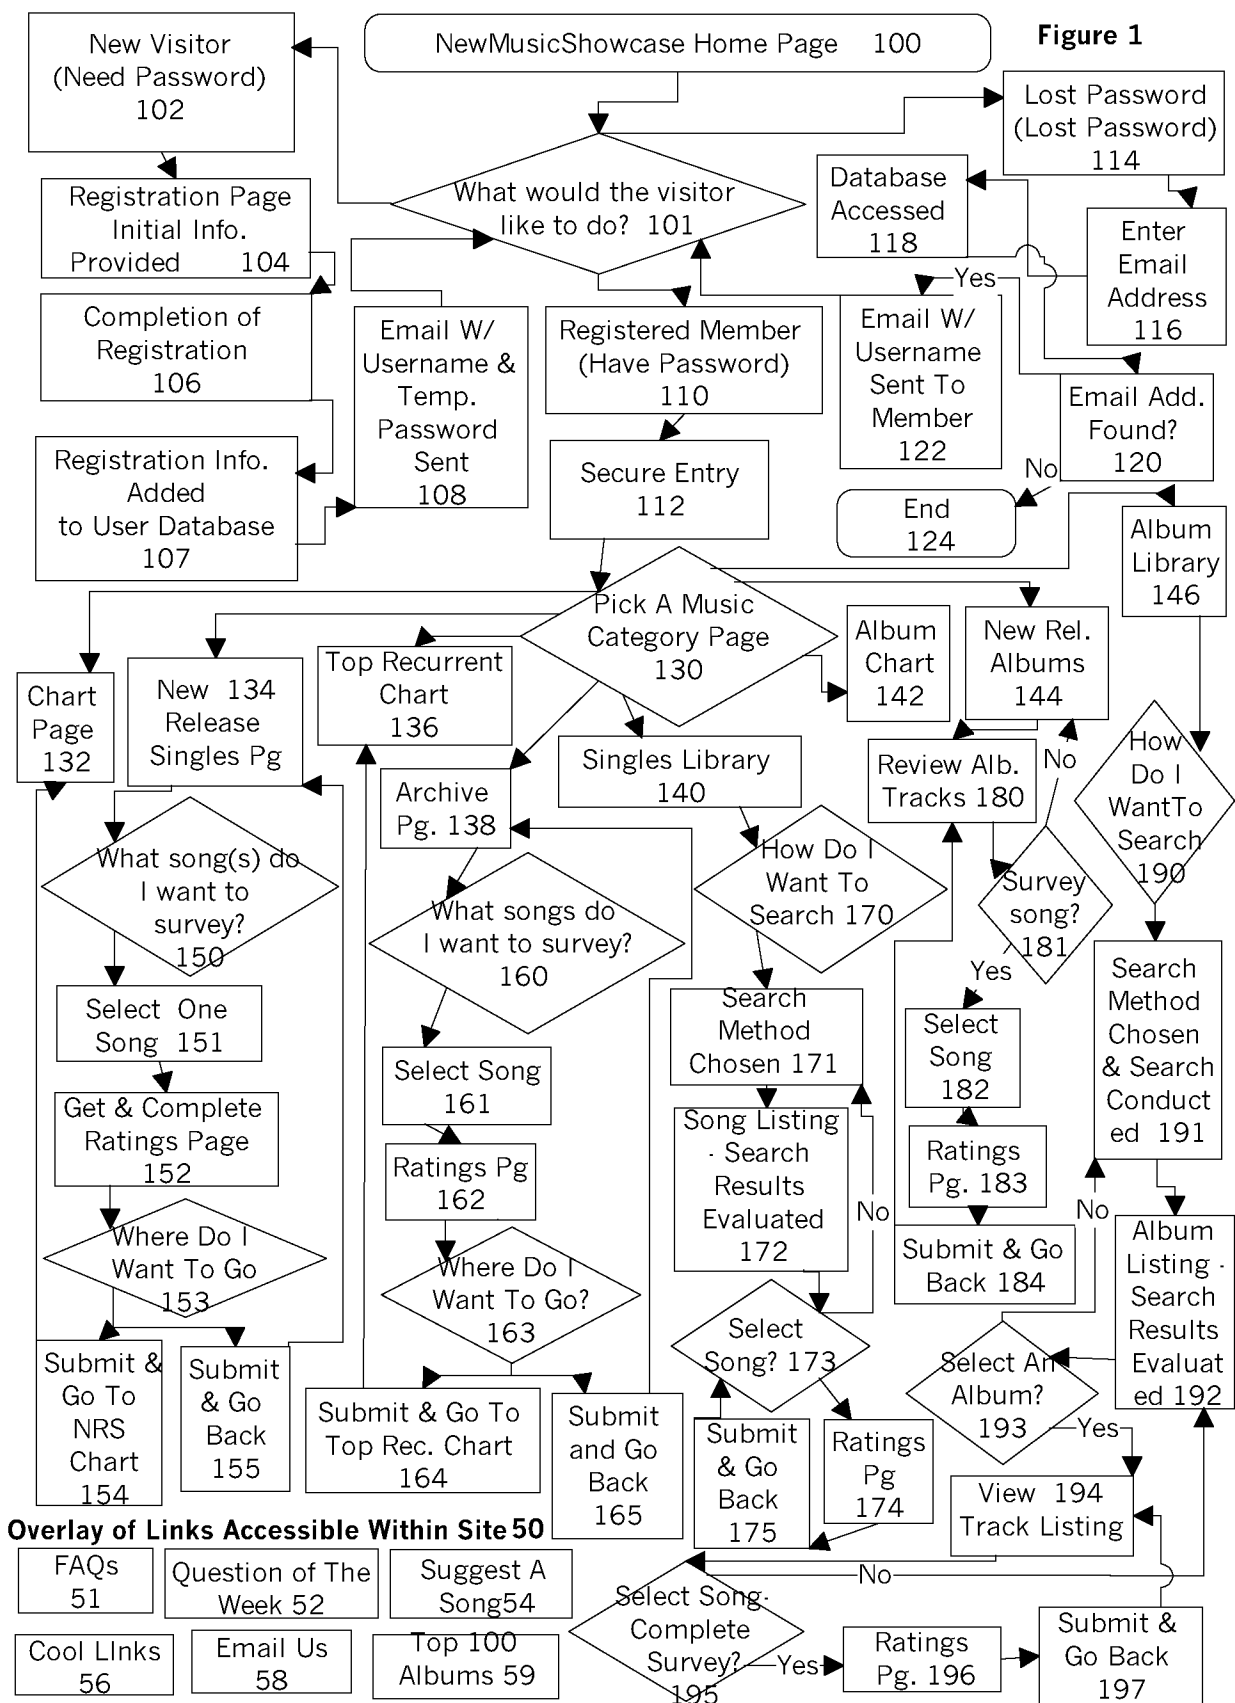 NewMusicShowcase Home Page 100
Figure 1
New Visitor
(Need Password)
102
Lost Password
(Lost Password)
114
What would the visitor
like to do? 101
Database
Accessed
118
Registration Page
Initial Info.
Provided 104
Enter
Email
Address
116
Yes
Completion of
Registration
106
Email W/
Username &
Temp.
Password
Sent
108
Registered Member
(Have Password)
110
Email W/
Username
Sent To
Member
122
Email Add.
Found?
120
No
Registration Info.
Added
to User Database
107
Secure Entry
112
End
124
Album
Library
146
Pick A Music
Category Page
130
Album
Chart
142
New Rel.
Albums
144
Chart
Page
132
New 134
Release
Singles Pg
Top Recurrent
Chart
136
Archive
Pg. 138
Singles Library
140
Review Alb.
Tracks 180
No
How
Do I
WantTo
Search
190
What song(s) do
I want to
survey?
150
What songs do
I want to survey?
160
How Do I
Want To
Search 170
Survey
song?
181
Yes
Select One
Song 151
Select Song
161
Search
Method
Chosen 171
Select
Song
182
Search
Method
Chosen
& Search
Conduct
ed 191
Get & Complete
Ratings Page
152
Ratings Pg
162
Song Listing
- Search
Results
Evaluated
172
No
Ratings
Pg. 183
No
Where Do I
Want To Go
153
Where Do I
Want To Go?
163
Submit & Go
Back 184
Album
Listing -
Search
Results
Evaluat
ed 192
Select
Song? 173
Select An
Album?
193
Yes
Submit &
Go To
NRS
Chart
154
Submit
& Go
Back
155
Submit & Go To
Top Rec. Chart
164
Submit
and Go
Back
165
Submit
& Go
Back
175
Ratings
Pg
174
View 194
Track Listing
Overlay of Links Accessible Within Site 50
FAQs
51
Question of The
Week 52
Suggest A
Song54
No
Select Song-
Complete
Survey?
195
Yes
Ratings
Pg. 196
Submit &
Go Back
197
Cool LInks
56
Email Us
58
Top 100
Albums 59